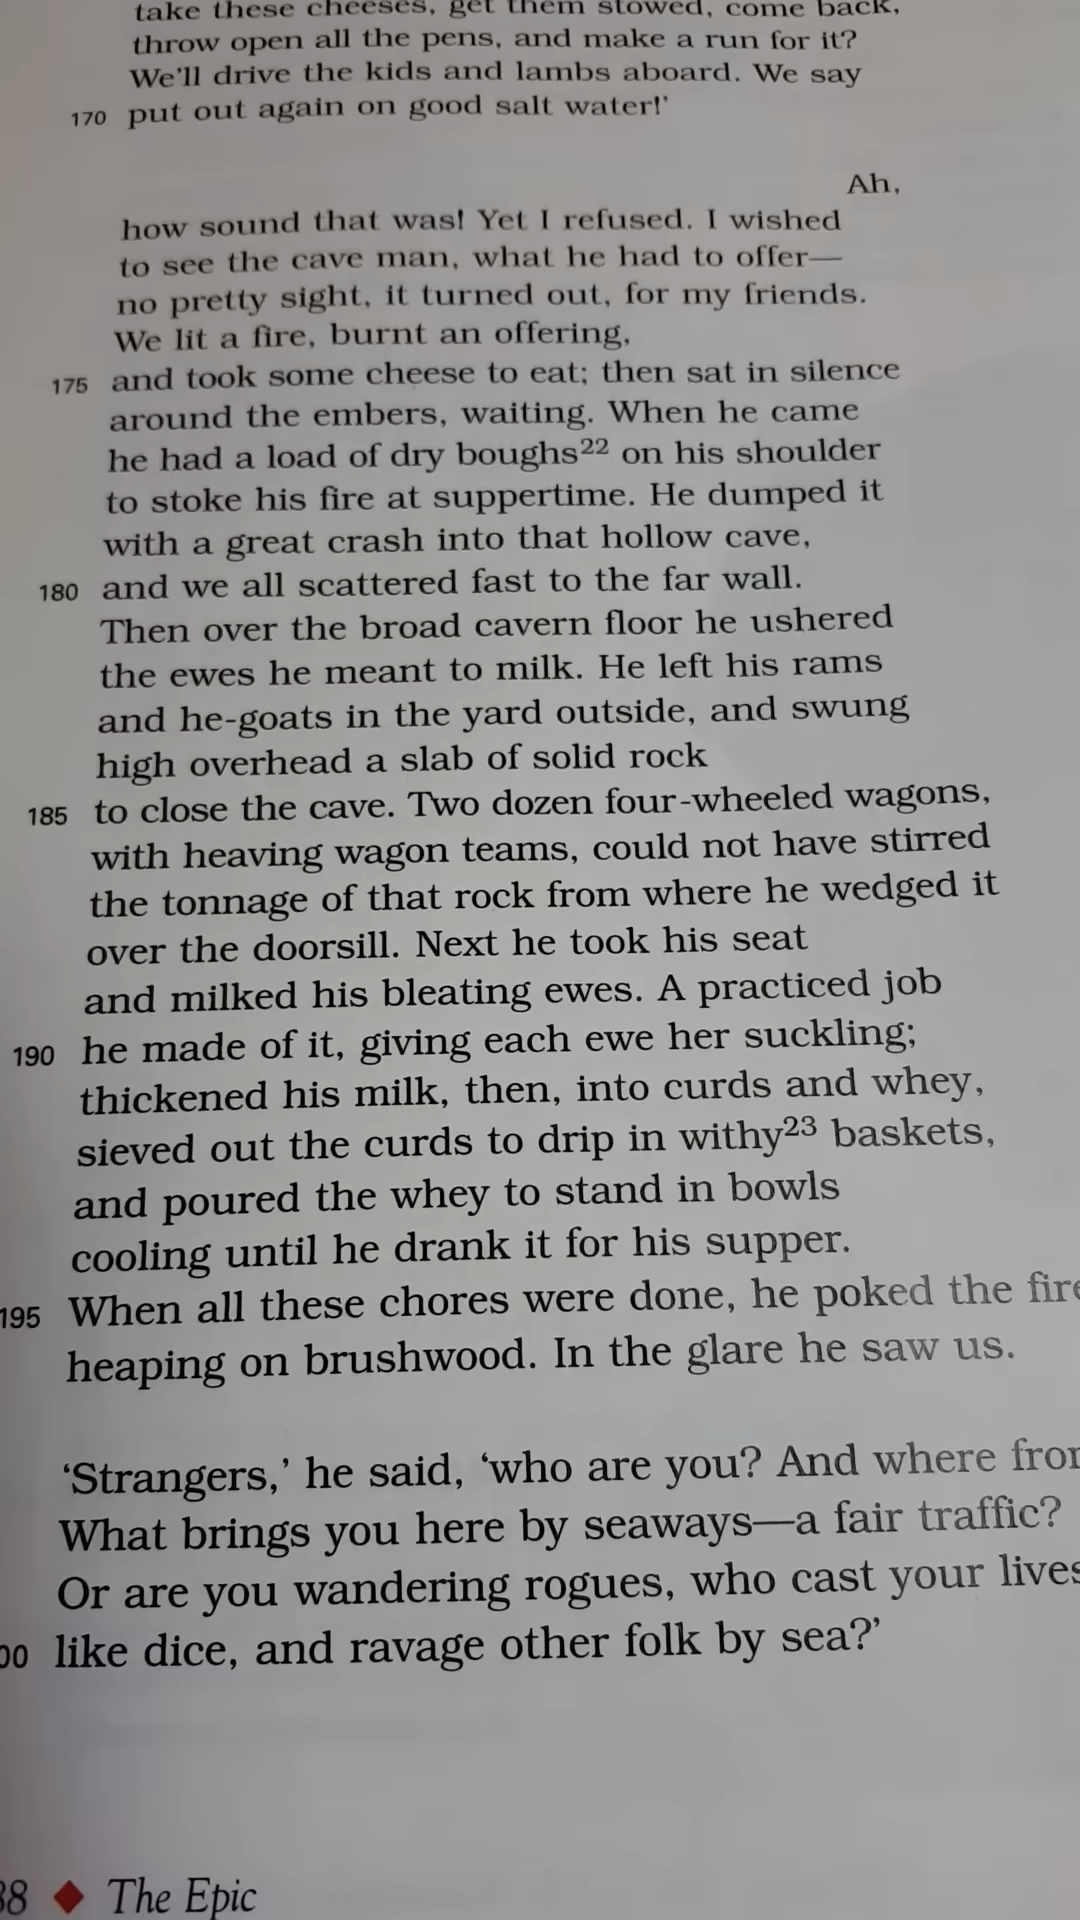 take these cheeses, get them stowed, come back,
throw open all the pens, and make a run for it?
We'll drive the kids and lambs aboard. We say
170 put out again on good salt water!'
Ah,
how sound that was! Yet I refused. I wished
to see the cave man, what he had to offer—
no pretty sight, it turned out, for my friends.
We lit a fire, burnt an offering,
175 and took some cheese to eat; then sat in silence
around the embers, waiting. When he came
he had a load of dry boughs22 on his shoulder
to stoke his fire at suppertime. He dumped it
with a great crash into that hollow cave,
180 and we all scattered fast to the far wall.
Then over the broad cavern floor he ushered
the ewes he meant to milk. He left his rams
and he-goats in the yard outside, and swung
high overhead a slab of solid rock
185 to close the cave. Two dozen four-wheeled wagons,
with heaving wagon teams, could not have stirred
the tonnage of that rock from where he wedged it
over the doorsill. Next he took his seat
and milked his bleating ewes. A practiced job
190 he made of it, giving each ewe her suckling;
thickened his milk, then, into curds and whey,
sieved out the curds to drip in withy23 baskets,
and poured the whey to stand in bowls
cooling until he drank it for his supper.
195 When all these chores were done, he poked the fire
heaping on brushwood. In the glare he saw us.
'Strangers,' he said, 'who are you? And where from
What brings you here by seaways—a fair traffic?
Or are you wandering rogues, who cast your lives
00 like dice, and ravage other folk by sea?'
38 ◆ The Epic